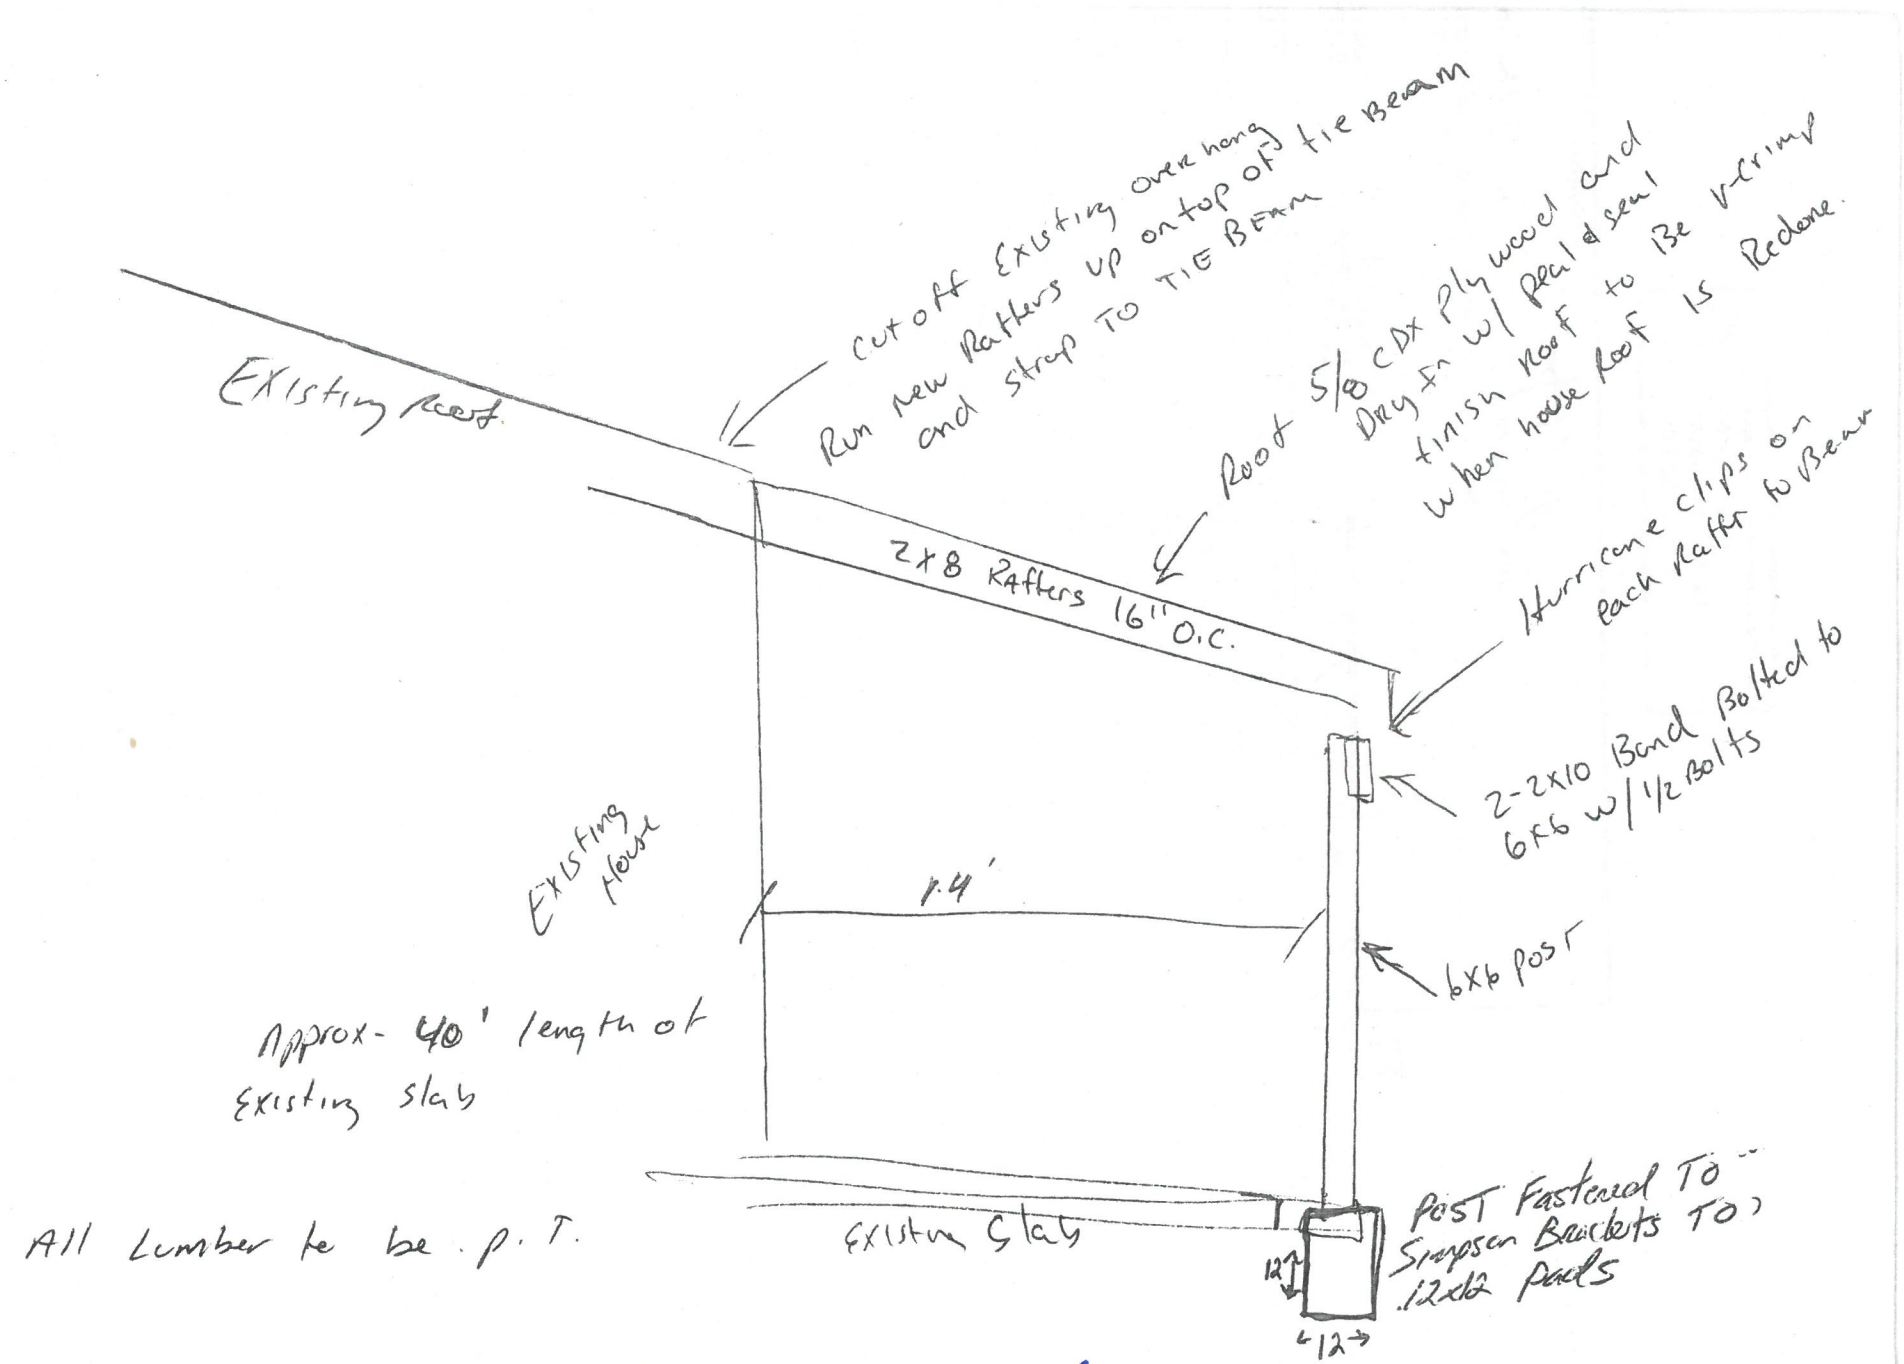 Cut off Existing overhang
Run new Rafters up on top of tie Beam
and strap TO TIE BEAM
Existing Roof.
Roof 5/8 CDX Plywood and
Dry In w/ peal & seal
finish Roof to Be v-crimp
when house Roof is Redone.
2x8 RAfters 16" O.C.
Hurricane clips on
each Rafter to Beam
2-2x10 Band Bolted to
6x6 w/ 1/2 Bolts
Existing
House
14'
6x6 post
Approx- 40' length of
Existing slab
All Lumber to be p.T.
Existing Slab
POST Fastened TO
Simpson Brackets TO
12x12 pads
12
12